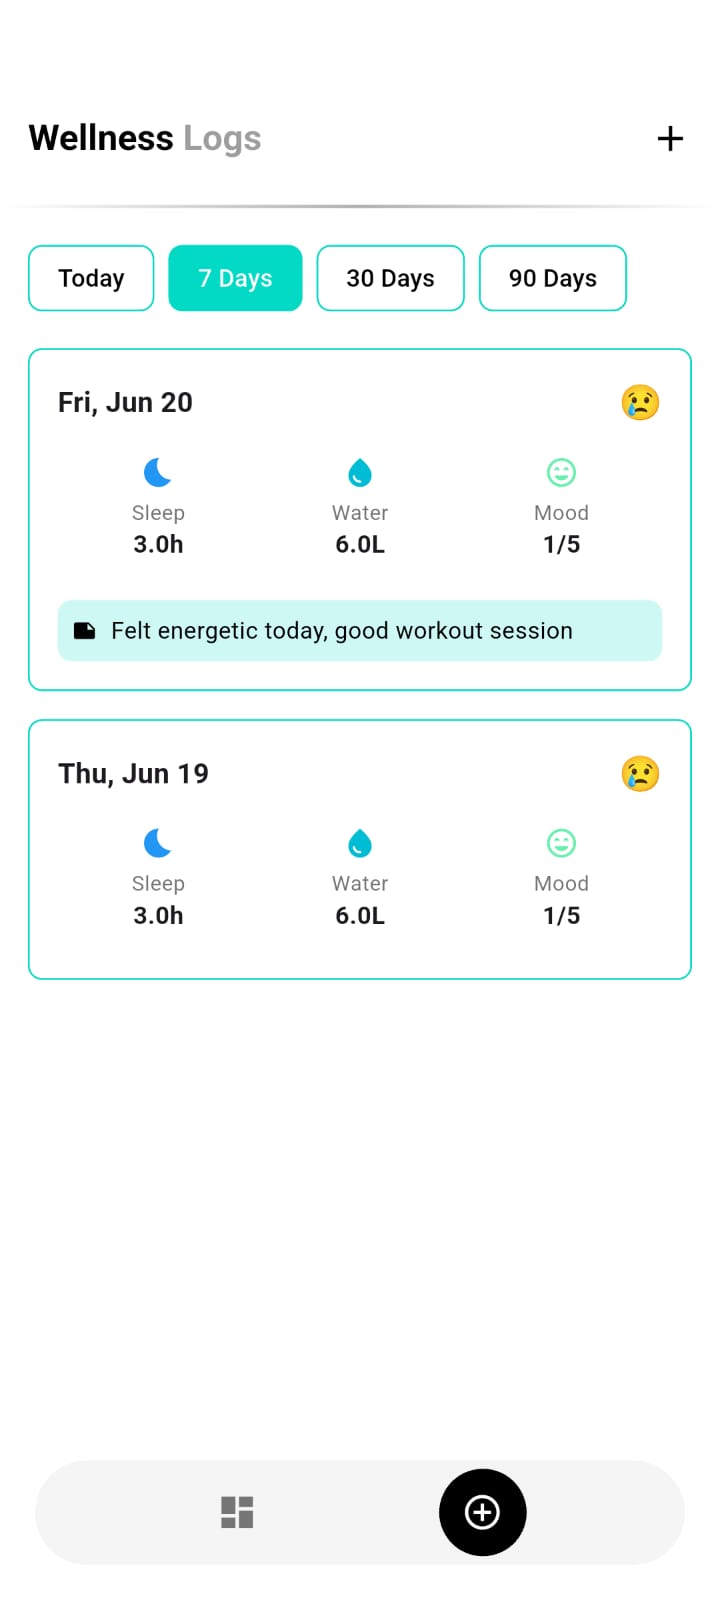 Wellness Logs
Today 7 Days 30 Days 90 Days
Fri, Jun 20
Sleep Water Mood
3.0h 6.0L 1/5
Felt energetic today, good workout session
Thu, Jun 19
Sleep Water Mood
3.0h 6.0L 1/5